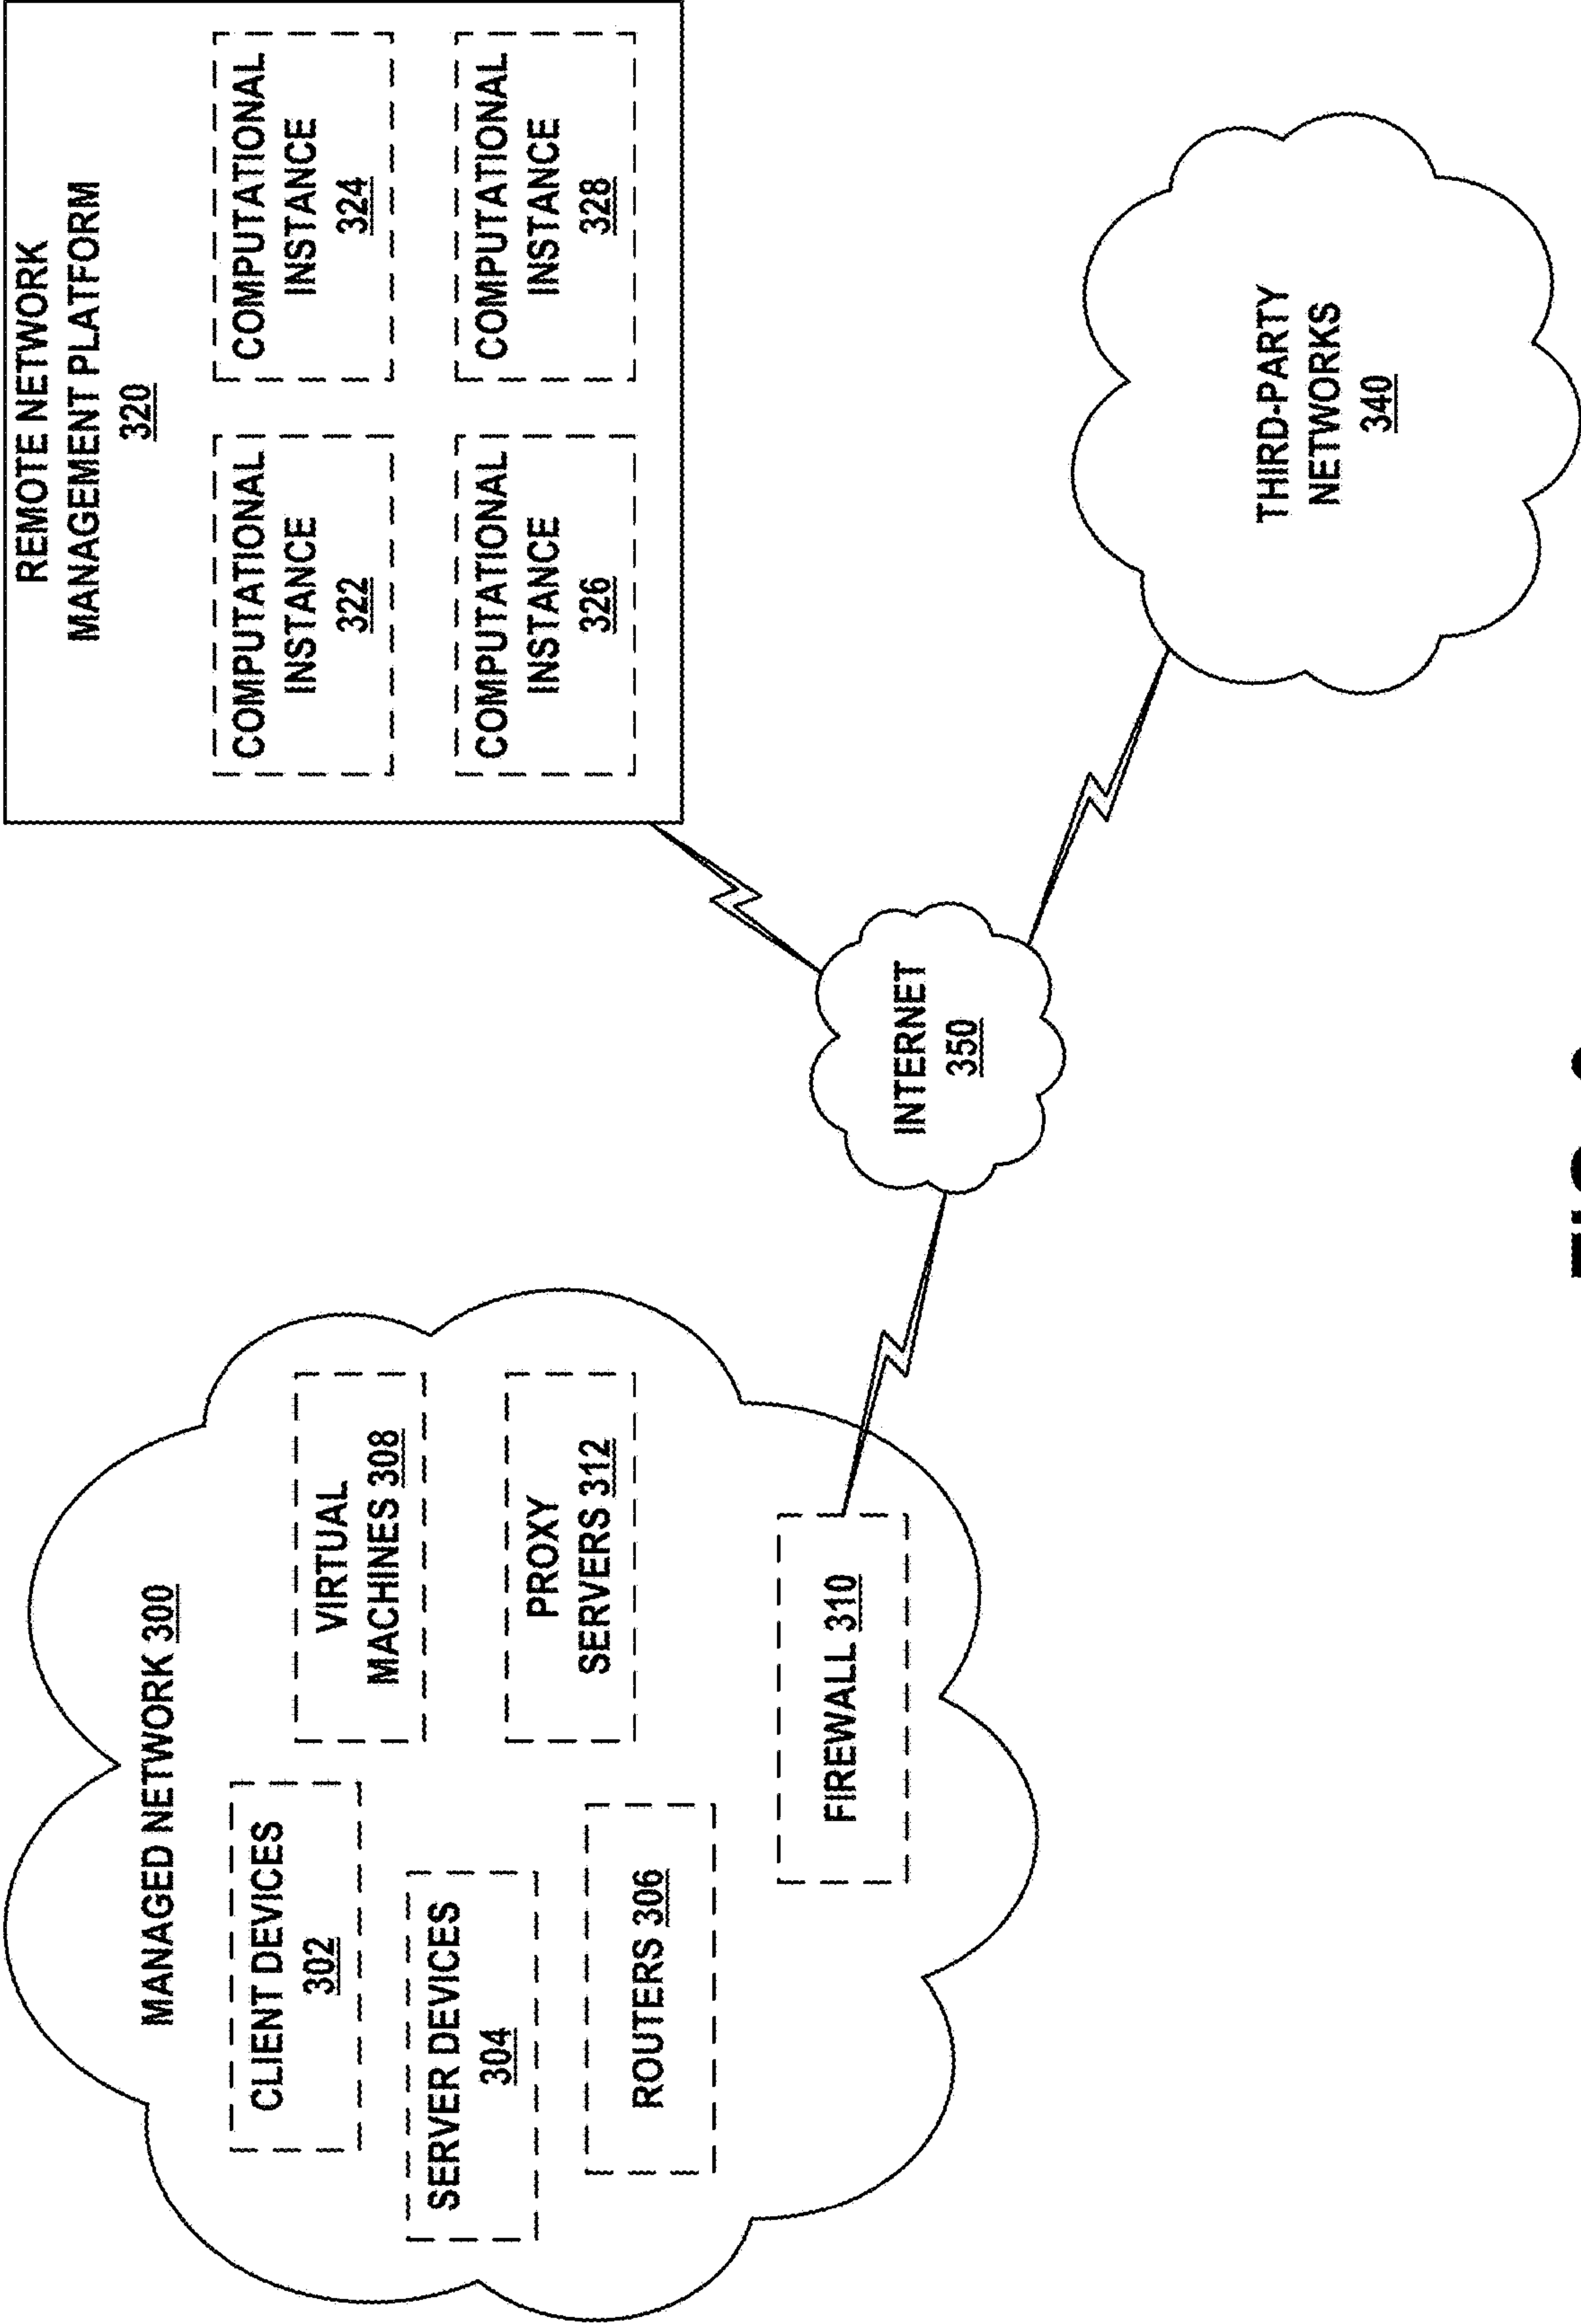 MANAGED NETWORK 300
CLIENT DEVICES
302
VIRTUAL
MACHINES 308
SERVER DEVICES
304
PROXY
SERVERS 312
ROUTERS 306
FIREWALL 310
INTERNET
350
REMOTE NETWORK
MANAGEMENT PLATFORM
320
COMPUTATIONAL
INSTANCE
322
COMPUTATIONAL
INSTANCE
324
COMPUTATIONAL
INSTANCE
326
COMPUTATIONAL
INSTANCE
328
THIRD-PARTY
NETWORKS
340